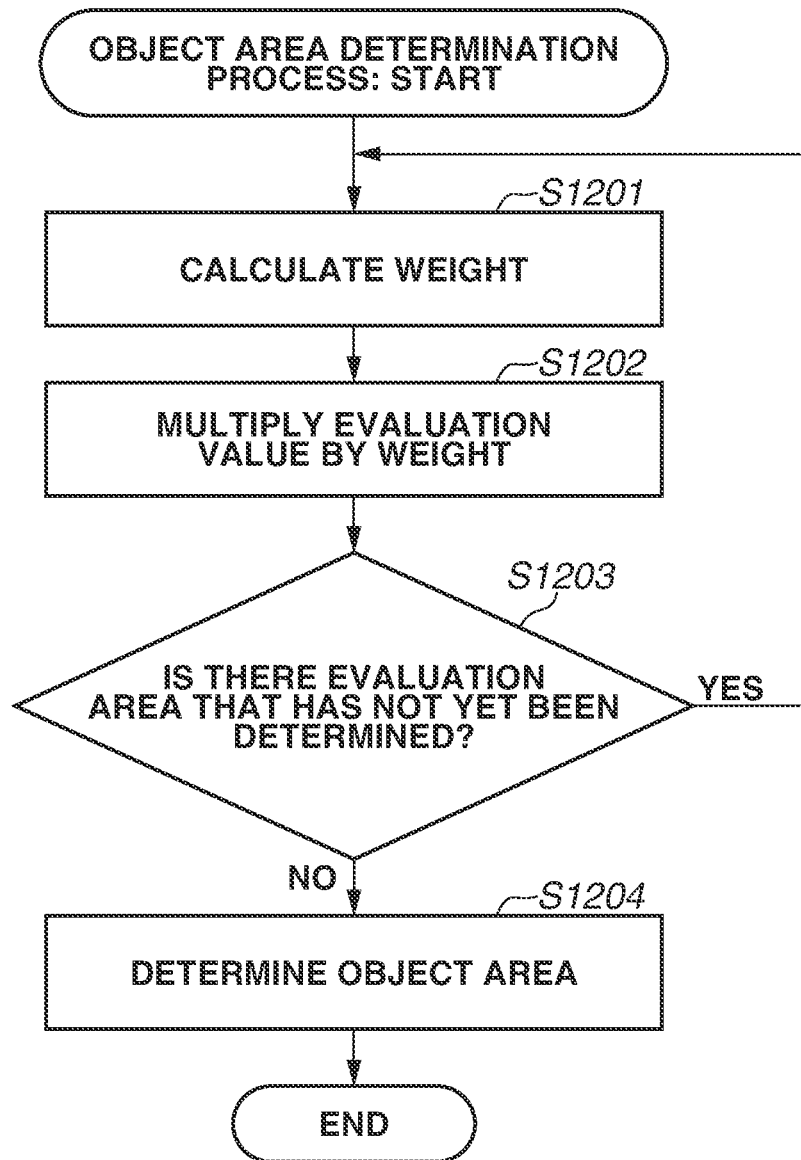 OBJECT AREA DETERMINATION
PROCESS: START
S1201
CALCULATE WEIGHT
S1202
MULTIPLY EVALUATION
VALUE BY WEIGHT
S1203
IS THERE EVALUATION
AREA THAT HAS NOT YET BEEN
DETERMINED?
YES
NO
S1204
DETERMINE OBJECT AREA
END